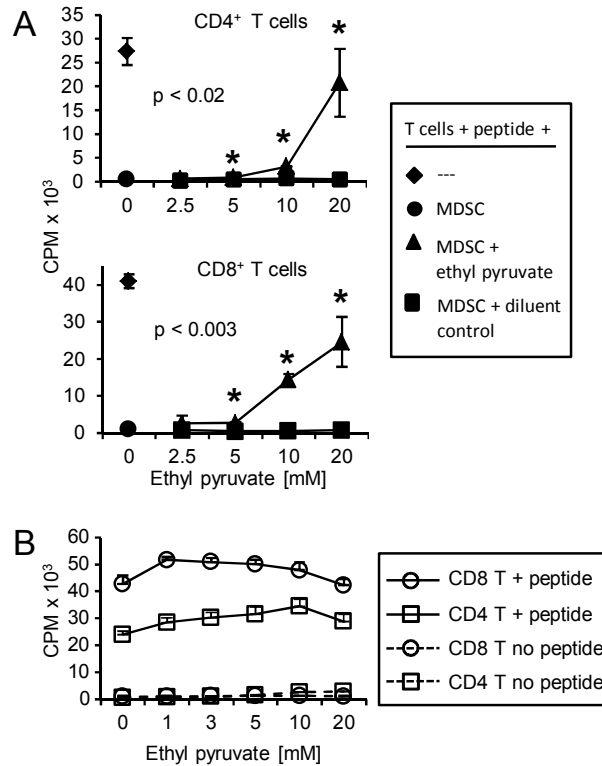 A
CD4⁺ T cells
35
30
25
20
15
10
5
0
p < 0.02
*
*
*
0 2.5 5 10 20
CPM x 10³
CD8⁺ T cells
40
30
20
10
0
p < 0.003
*
*
*
0 2.5 5 10 20
Ethyl pyruvate [mM]
T cells + peptide +
---
MDSC
MDSC +
ethyl pyruvate
MDSC + diluent
control
B
60
50
40
30
20
10
0
CPM x 10³
0 1 3 5 10 20
Ethyl pyruvate [mM]
CD8 T + peptide
CD4 T + peptide
CD8 T no peptide
CD4 T no peptide